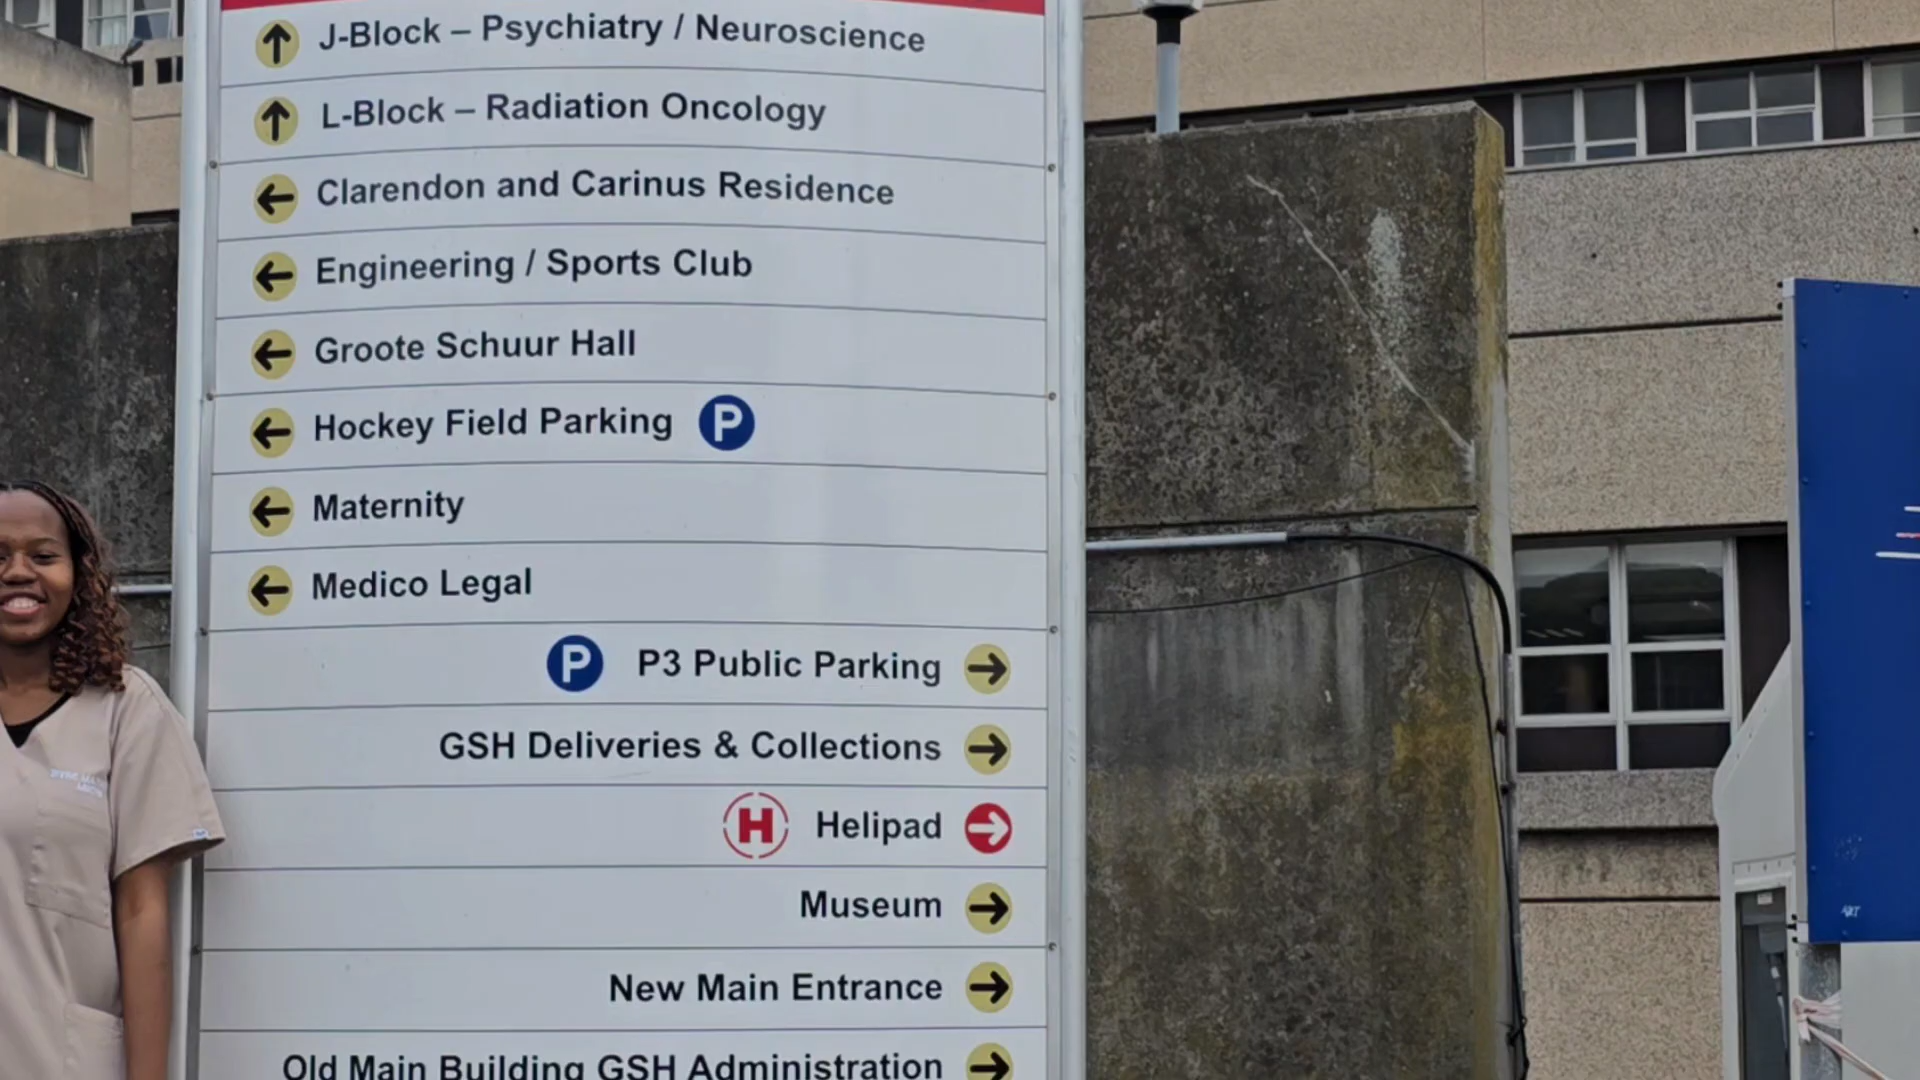 J-Block – Psychiatry / Neuroscience
L-Block – Radiation Oncology
Clarendon and Carinus Residence
Engineering / Sports Club
Groote Schuur Hall
Hockey Field Parking P
Maternity
Medico Legal
P P3 Public Parking
GSH Deliveries & Collections
H Helipad
Museum
New Main Entrance
Old Main Building GSH Administration